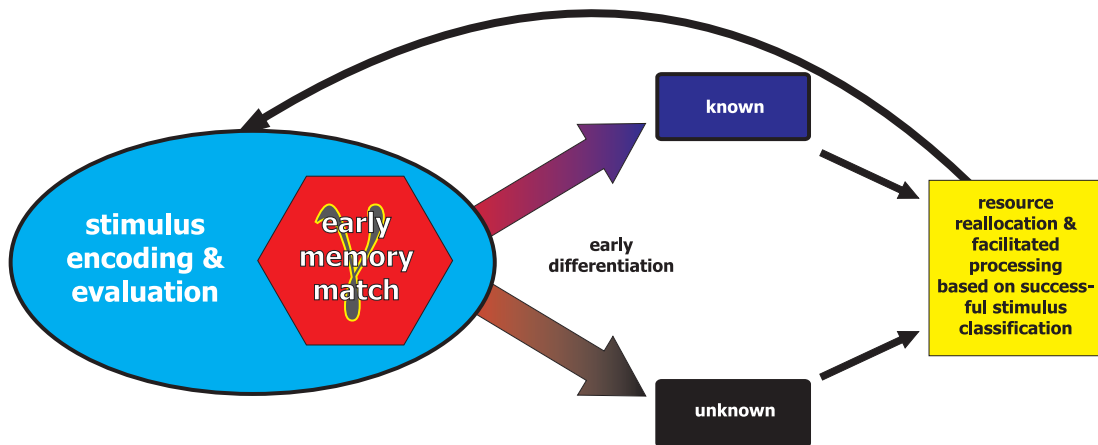 stimulus
encoding &
evaluation
γ
early
memory
match
known
early
differentiation
unknown
resource
reallocation &
facilitated
processing
based on success-
ful stimulus
classification